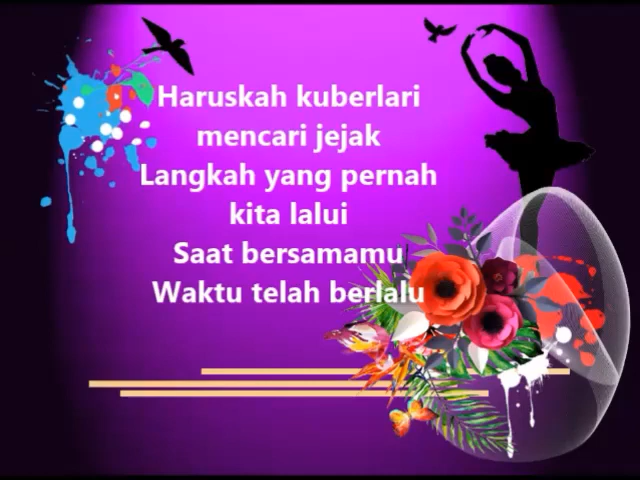 Haruskah kuberlari
mencari jejak
Langkah yang pernah
kita lalui
Saat bersamamu
Waktu telah berlalu